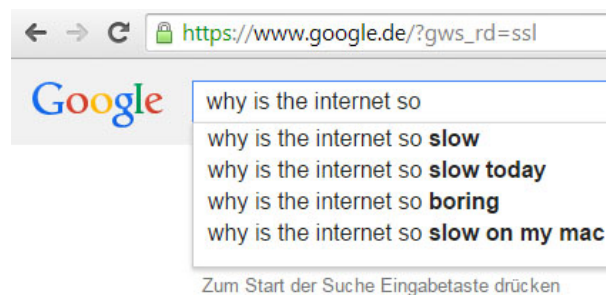 https://www.google.de/?gws_rd=ssl
Google
why is the internet so
why is the internet so slow
why is the internet so slow today
why is the internet so boring
why is the internet so slow on my mac
Zum Start der Suche Eingabetaste drücken